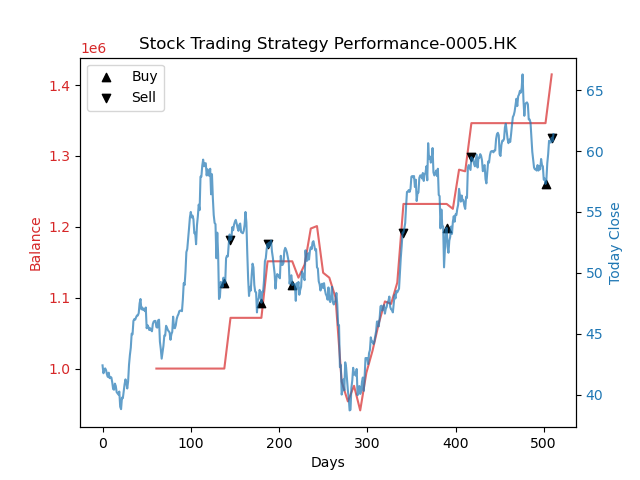 Stock Trading Strategy Performance-0005.HK
1e6
Buy
Sell
1.4
1.3
1.2
1.1
1.0
Balance
65
60
55
50
45
40
Today Close
0
100
200
300
400
500
Days